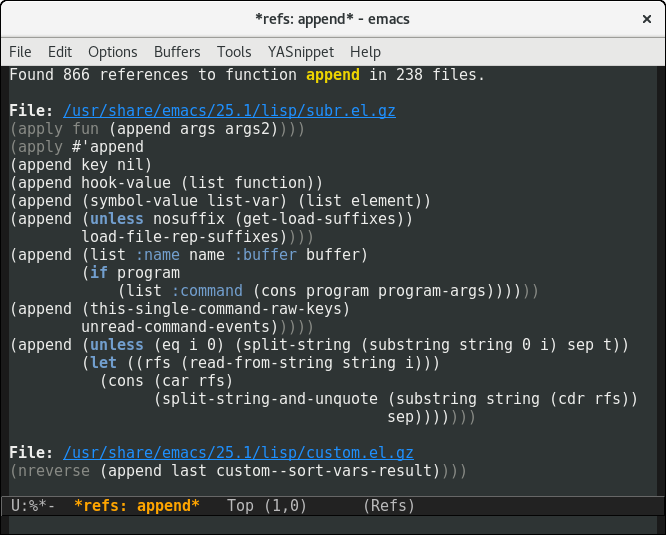 *refs: append* - emacs ×
File Edit Options Buffers Tools YASnippet Help
Found 866 references to function append in 238 files.

File: /usr/share/emacs/25.1/lisp/subr.el.gz
(apply fun (append args args2))))
(apply #'append
(append key nil)
(append hook-value (list function))
(append (symbol-value list-var) (list element))
(append (unless nosuffix (get-load-suffixes))
        load-file-rep-suffixes))))
(append (list :name name :buffer buffer)
        (if program
            (list :command (cons program program-args))))))
(append (this-single-command-raw-keys)
        unread-command-events)))))
(append (unless (eq i 0) (split-string (substring string 0 i) sep t))
        (let ((rfs (read-from-string string i)))
          (cons (car rfs)
                (split-string-and-unquote (substring string (cdr rfs))
                                          sep)))))))

File: /usr/share/emacs/25.1/lisp/custom.el.gz
(nreverse (append last custom--sort-vars-result))))

U:%*-  *refs: append*   Top (1,0)      (Refs)